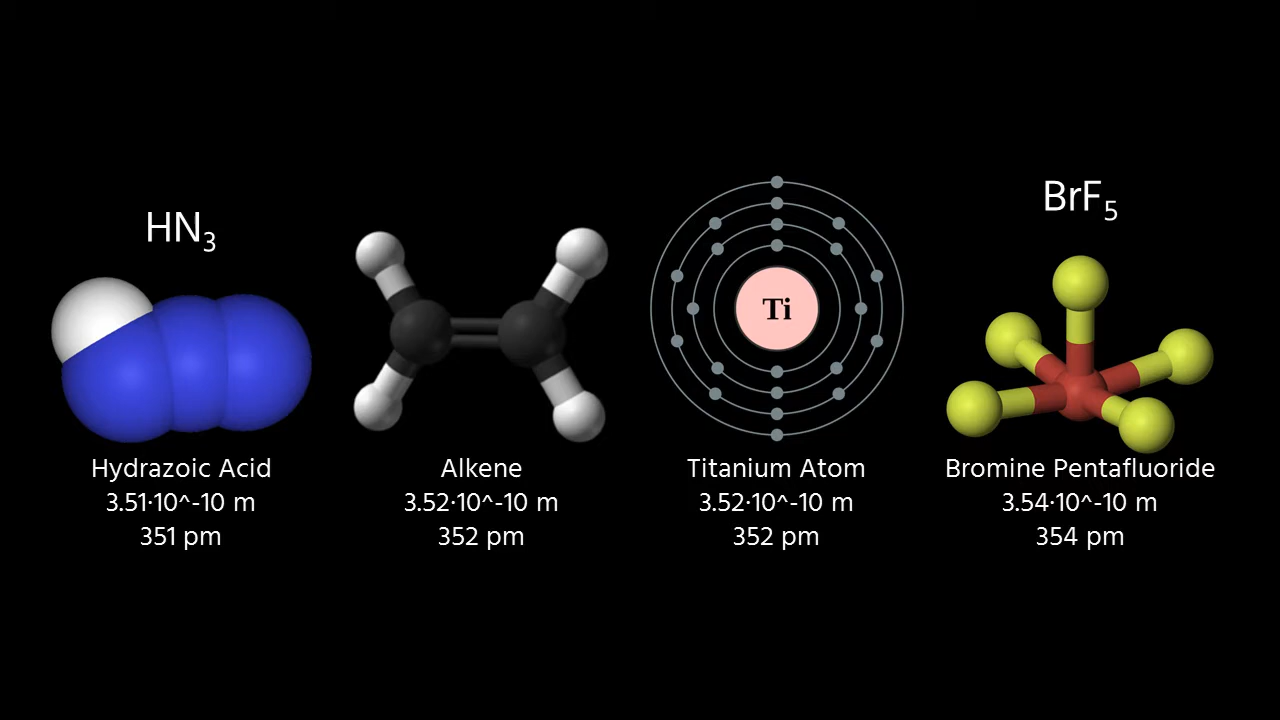 HN₃
Hydrazoic Acid
3.51·10^-10 m
351 pm
Alkene
3.52·10^-10 m
352 pm
Ti
Titanium Atom
3.52·10^-10 m
352 pm
BrF₅
Bromine Pentafluoride
3.54·10^-10 m
354 pm